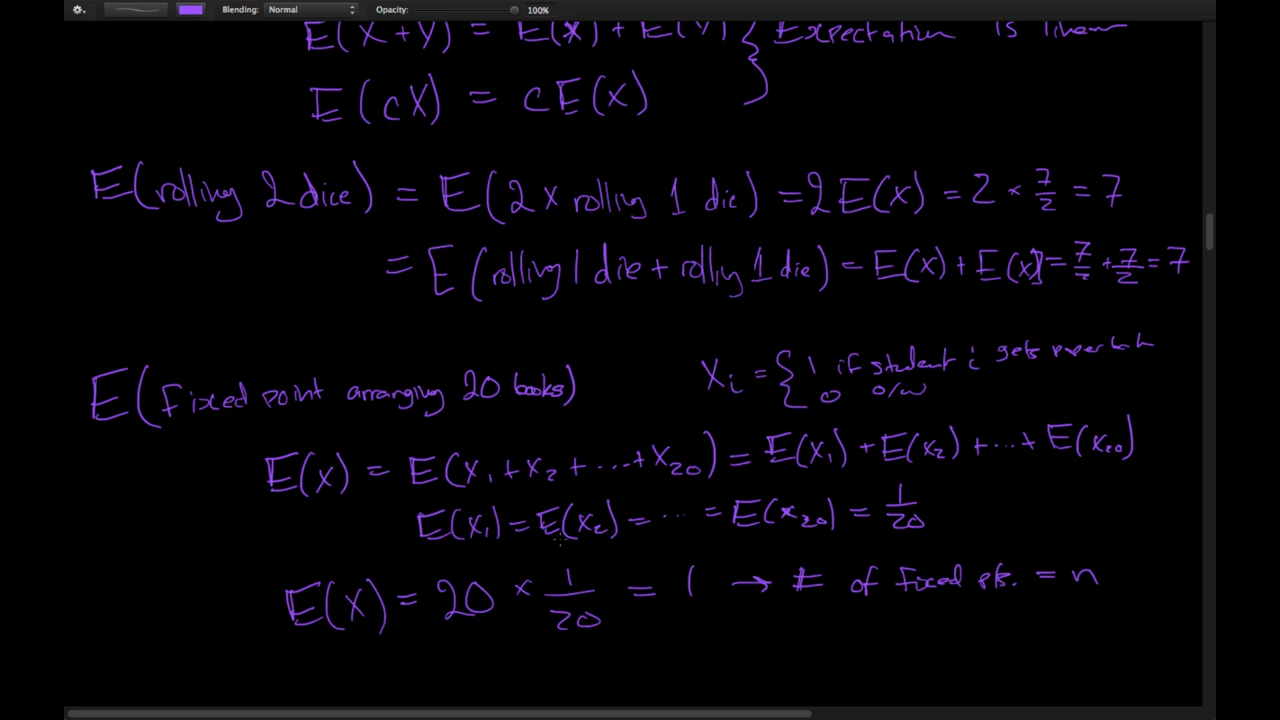 Blending: Normal Opacity: 100%
E(X+Y) = E(X) + E(Y) } Expectation is linear
E(cX) = cE(X)
E(rolling 2 dice) = E(2 x rolling 1 die) = 2E(X) = 2 × 7/2 = 7
= E(rolling 1 die + rolling 1 die) = E(X) + E(X) = 7/2 + 7/2 = 7
E(Fixed point arranging 20 books)
Xi = { 1 if student i gets
0 o/w
E(X) = E(X1 + X2 + ... + X20) = E(X1) + E(X2) + ... + E(X20)
E(X1) = E(X2) = ... = E(X20) = 1/20
E(X) = 20 × 1/20 = 1 → # of Fixed pts. = n